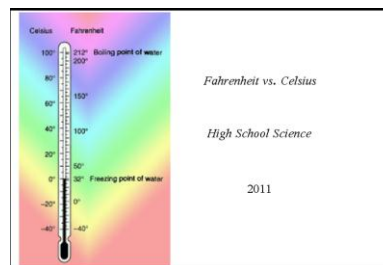 Celsius Fahrenheit
100° 212° Boiling point of water
200°
80°
150°
60°
40° 100°
20°
50°
0° 32° Freezing point of water
−20° 0°
−40° −40°
Fahrenheit vs. Celsius
High School Science
2011